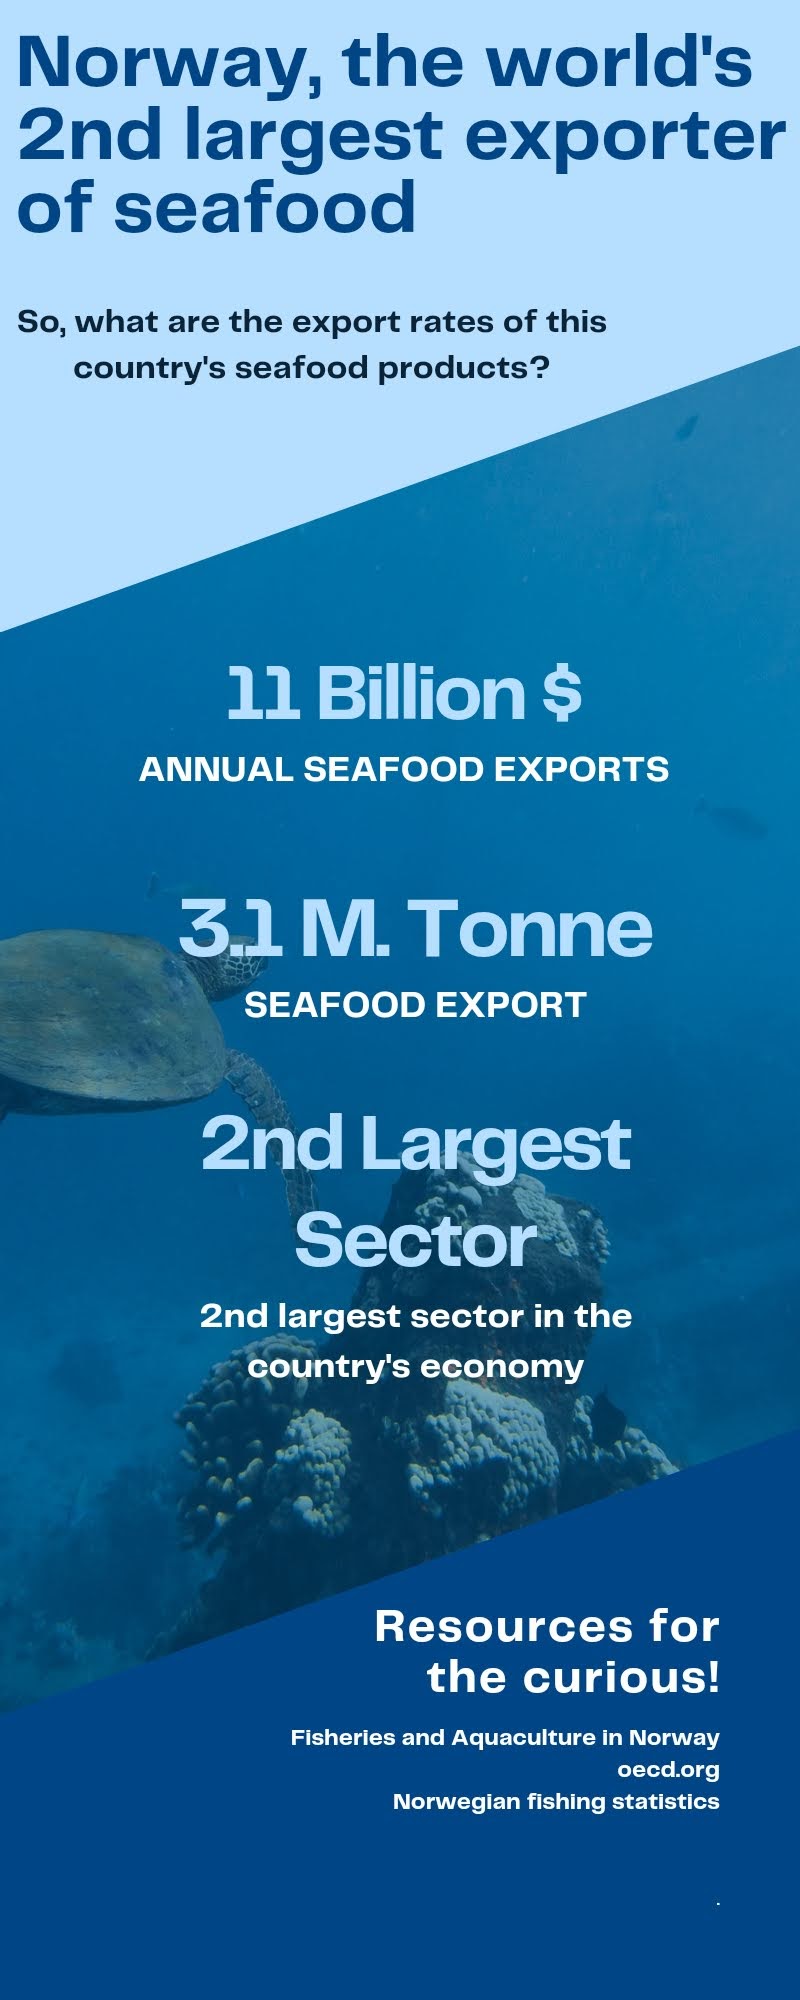 Norway, the world's
2nd largest exporter
of seafood
So, what are the export rates of this
country's seafood products?
11 Billion $
ANNUAL SEAFOOD EXPORTS
3.1 M. Tonne
SEAFOOD EXPORT
2nd Largest
Sector
2nd largest sector in the
country's economy
Resources for
the curious!
Fisheries and Aquaculture in Norway
oecd.org
Norwegian fishing statistics
.